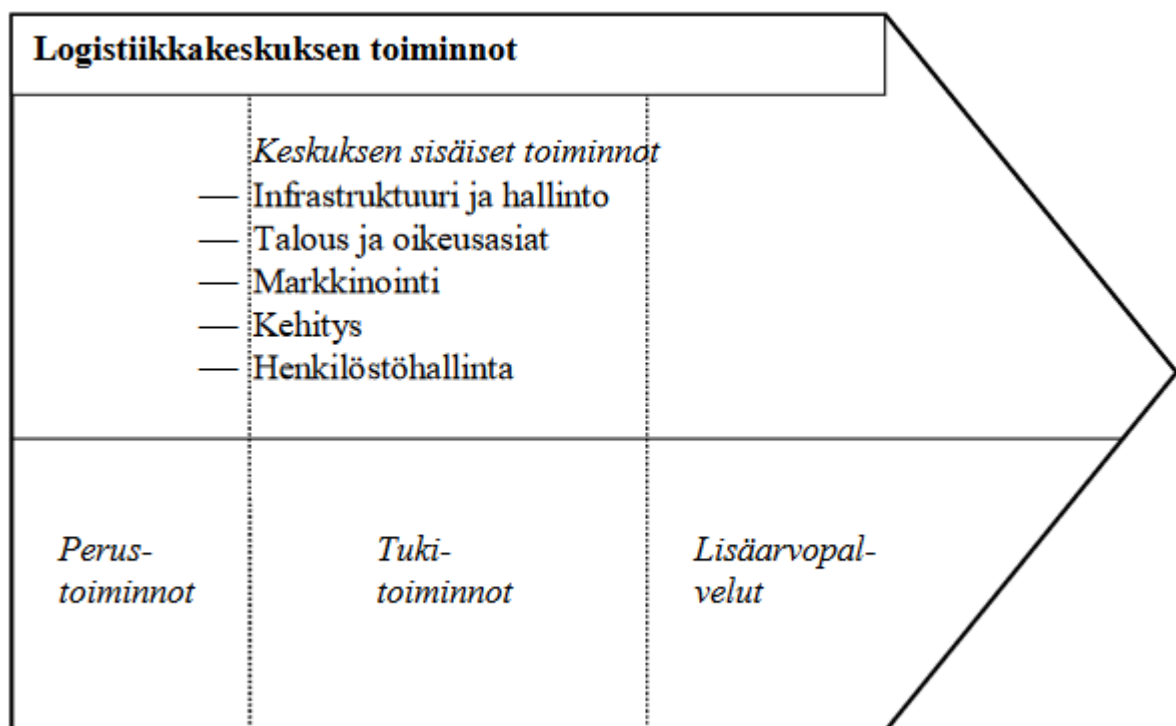 Logistiikkakeskuksen toiminnot
Keskuksen sisäiset toiminnot
— Infrastruktuuri ja hallinto
— Talous ja oikeusasiat
— Markkinointi
— Kehitys
— Henkilöstöhallinta
Perus-
toiminnot
Tuki-
toiminnot
Lisäarvopal-
velut